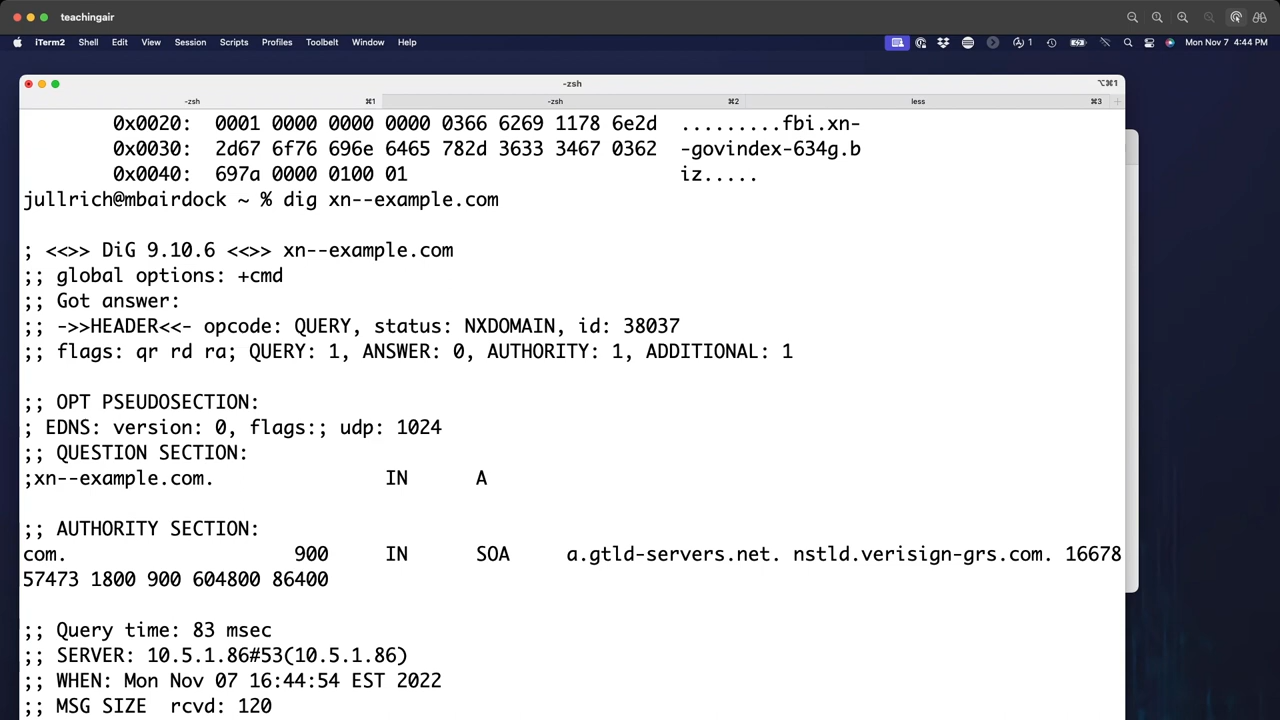 teachingair
iTerm2 Shell Edit View Session Scripts Profiles Toolbelt Window Help 1 Mon Nov 7 4:44 PM
-zsh ⌥⌘1
-zsh ⌘1 -zsh ⌘2 less ⌘3 +
0x0020: 0001 0000 0000 0000 0366 6269 1178 6e2d .........fbi.xn-
0x0030: 2d67 6f76 696e 6465 782d 3633 3467 0362 -govindex-634g.b
0x0040: 697a 0000 0100 01 iz.....
jullrich@mbairdock ~ % dig xn--example.com
; <<>> DiG 9.10.6 <<>> xn--example.com
;; global options: +cmd
;; Got answer:
;; ->>HEADER<<- opcode: QUERY, status: NXDOMAIN, id: 38037
;; flags: qr rd ra; QUERY: 1, ANSWER: 0, AUTHORITY: 1, ADDITIONAL: 1
;; OPT PSEUDOSECTION:
; EDNS: version: 0, flags:; udp: 1024
;; QUESTION SECTION:
;xn--example.com. IN A
;; AUTHORITY SECTION:
com. 900 IN SOA a.gtld-servers.net. nstld.verisign-grs.com. 16678
57473 1800 900 604800 86400
;; Query time: 83 msec
;; SERVER: 10.5.1.86#53(10.5.1.86)
;; WHEN: Mon Nov 07 16:44:54 EST 2022
;; MSG SIZE rcvd: 120